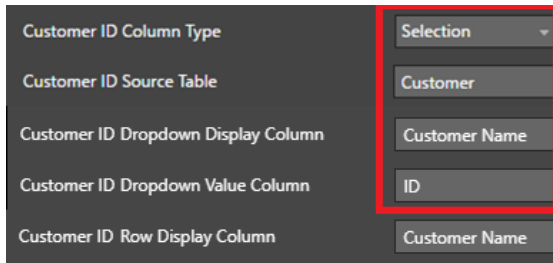 Customer ID Column Type Selection
Customer ID Source Table Customer
Customer ID Dropdown Display Column Customer Name
Customer ID Dropdown Value Column ID
Customer ID Row Display Column Customer Name